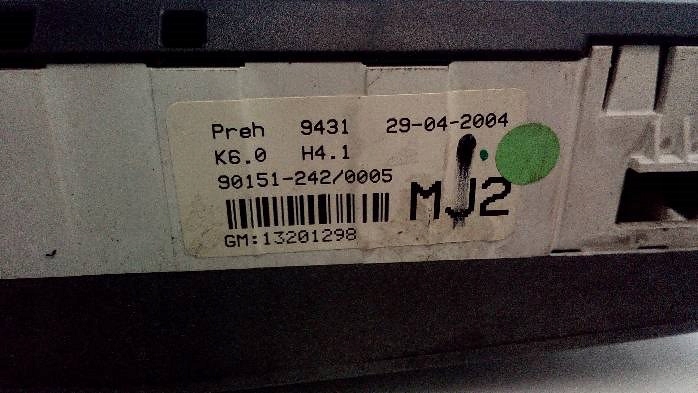 Preh 9431 29-04-2004
K6.0 H4.1
90151-242/0005
MJ2
GM:13201298